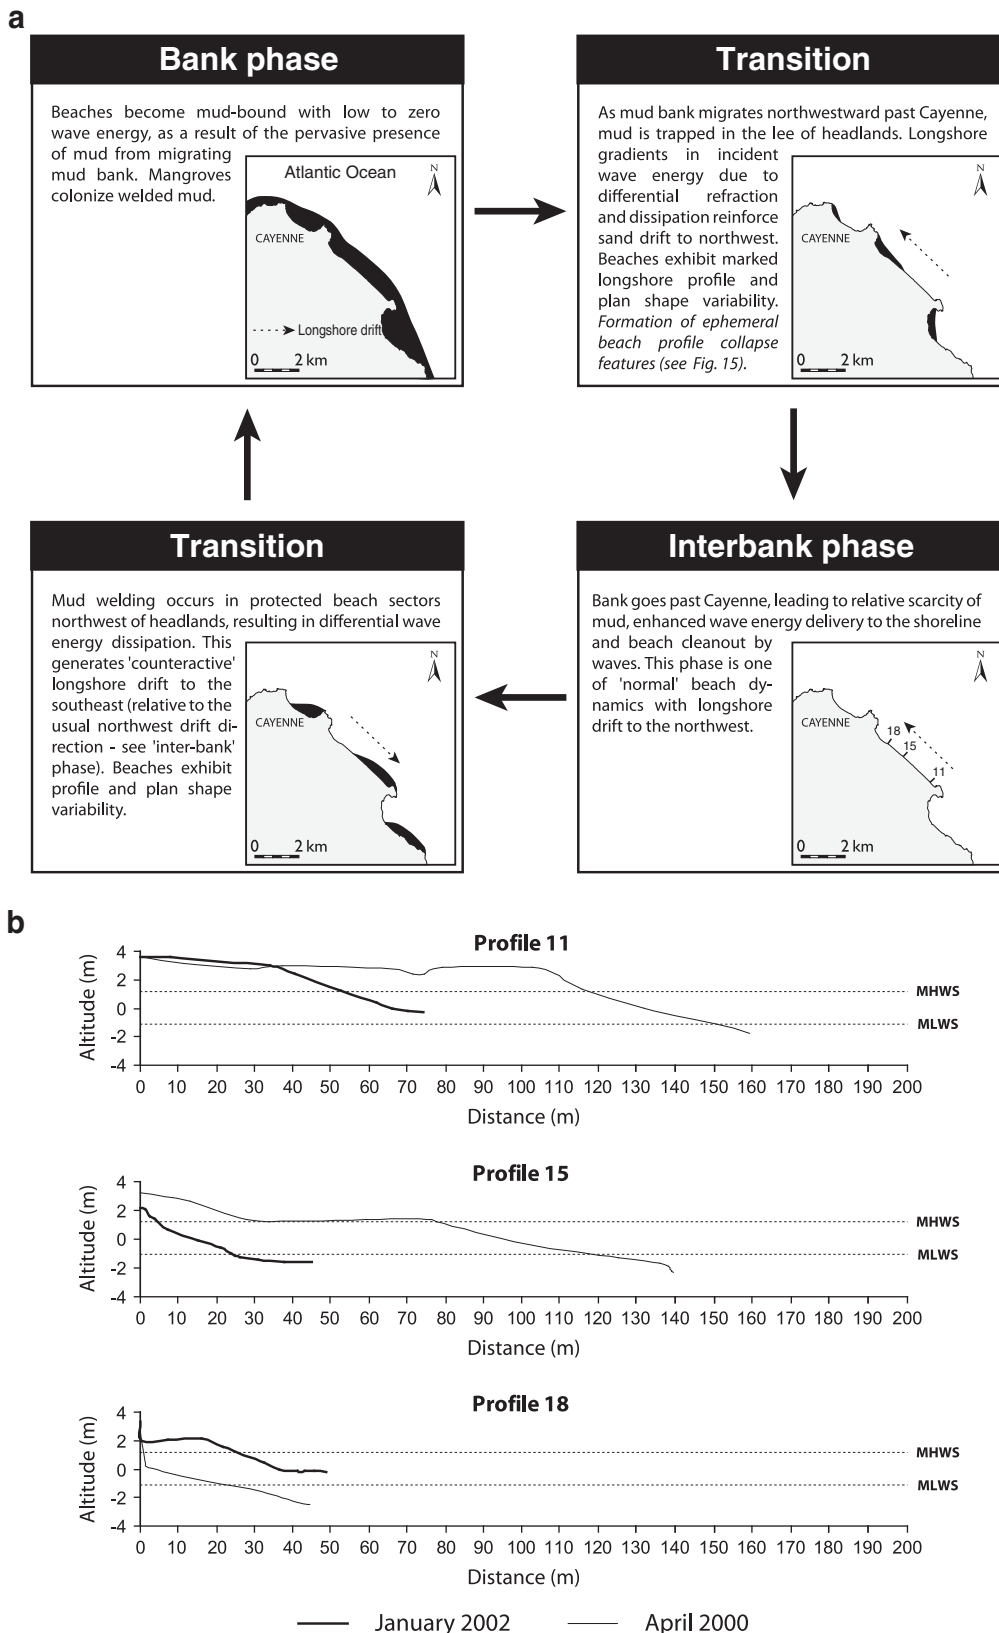 a
Bank phase
Beaches become mud-bound with low to zero
wave energy, as a result of the pervasive presence
of mud from migrating
mud bank. Mangroves
colonize welded mud.
Atlantic Ocean
N
CAYENNE
Longshore drift
0 2 km
Transition
As mud bank migrates northwestward past Cayenne,
mud is trapped in the lee of headlands. Longshore
gradients in incident
wave energy due to
differential refraction
and dissipation reinforce
sand drift to northwest.
Beaches exhibit marked
longshore profile and
plan shape variability.
Formation of ephemeral
beach profile collapse
features (see Fig. 15).
N
CAYENNE
0 2 km
Transition
Mud welding occurs in protected beach sectors
northwest of headlands, resulting in differential wave
energy dissipation. This
generates 'counteractive'
longshore drift to the
southeast (relative to the
usual northwest drift di-
rection - see 'inter-bank'
phase). Beaches exhibit
profile and plan shape
variability.
N
CAYENNE
0 2 km
Interbank phase
Bank goes past Cayenne, leading to relative scarcity of
mud, enhanced wave energy delivery to the shoreline
and beach cleanout by
waves. This phase is one
of 'normal' beach dy-
namics with longshore
drift to the northwest.
N
CAYENNE
18
15
11
0 2 km
b
Profile 11
Altitude (m)
4
2
0
-2
-4
MHWS
MLWS
0 10 20 30 40 50 60 70 80 90 100 110 120 130 140 150 160 170 180 190 200
Distance (m)
Profile 15
Altitude (m)
4
2
0
-2
-4
MHWS
MLWS
0 10 20 30 40 50 60 70 80 90 100 110 120 130 140 150 160 170 180 190 200
Distance (m)
Profile 18
Altitude (m)
4
2
0
-2
-4
MHWS
MLWS
0 10 20 30 40 50 60 70 80 90 100 110 120 130 140 150 160 170 180 190 200
Distance (m)
January 2002 April 2000